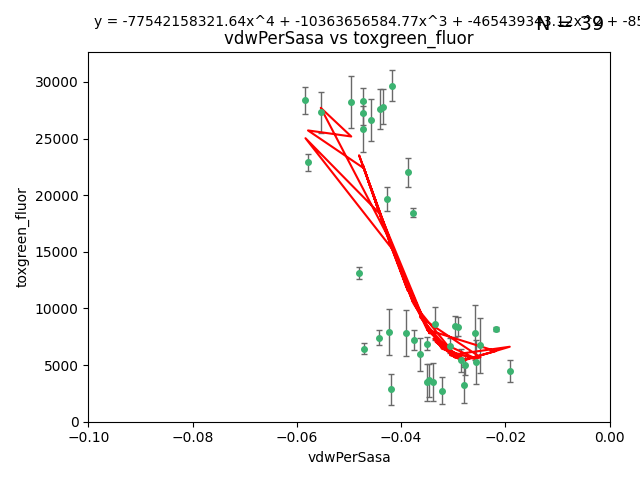 y = -77542158321.64x^4 + -10363656584.77x^3 + -465439343.12x^2 + -85
N = 39
vdwPerSasa vs toxgreen_fluor
30000
25000
20000
15000
10000
5000
0
toxgreen_fluor
−0.10 −0.08 −0.06 −0.04 −0.02 0.00
vdwPerSasa